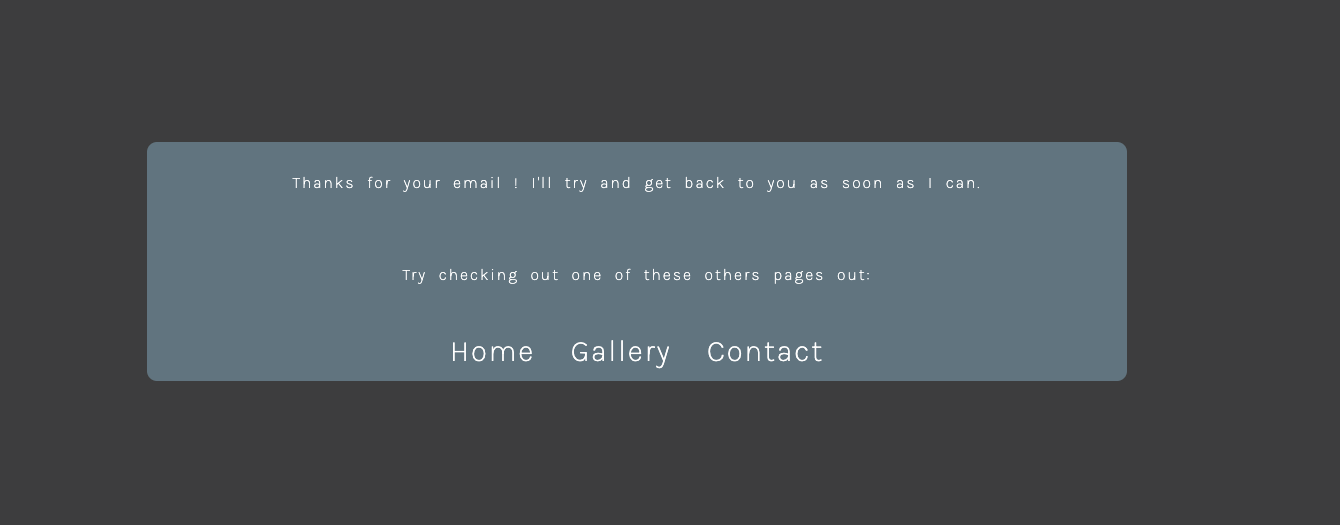 Thanks for your email ! I'll try and get back to you as soon as I can.
Try checking out one of these others pages out:
Home Gallery Contact